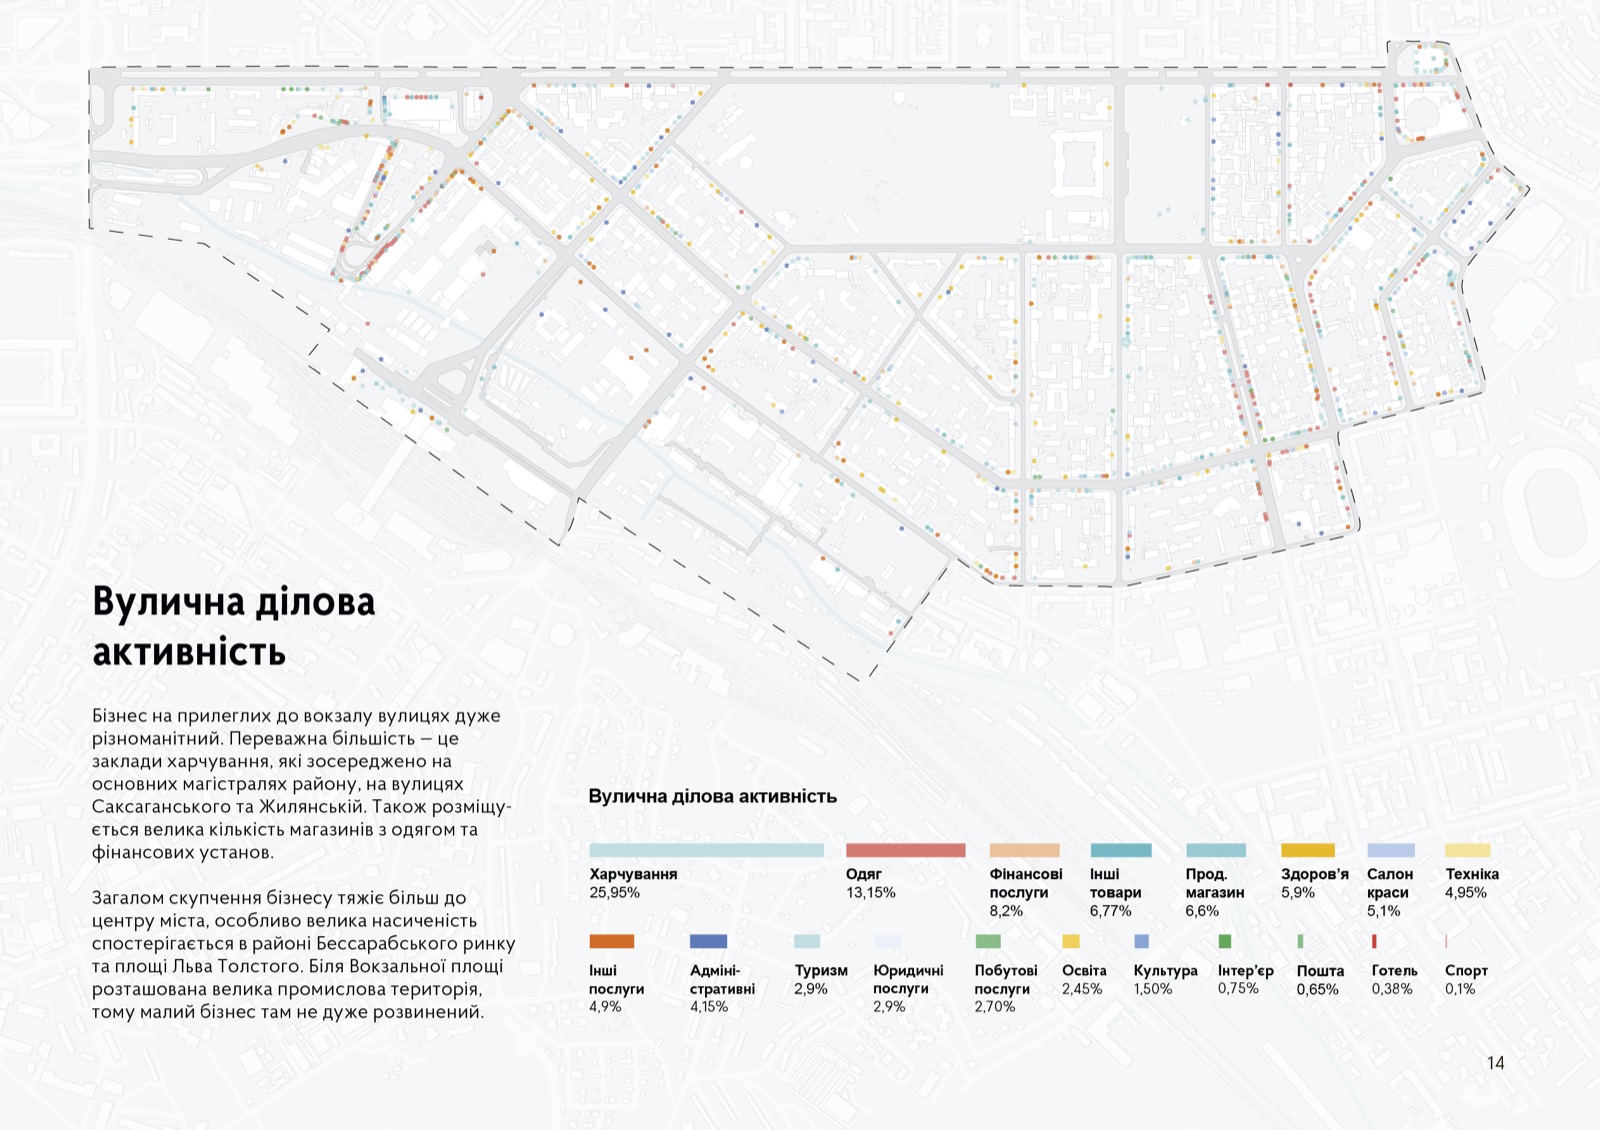 Вулична ділова
активність
Бізнес на прилеглих до вокзалу вулицях дуже
різноманітний. Переважна більшість — це
заклади харчування, які зосереджено на
основних магістралях району, на вулицях
Саксаганського та Жилянській. Також розміщу-
ється велика кількість магазинів з одягом та
фінансових установ.
Загалом скупчення бізнесу тяжіє більш до
центру міста, особливо велика насиченість
спостерігається в районі Бессарабського ринку
та площі Льва Толстого. Біля Вокзальної площі
розташована велика промислова територія,
тому малий бізнес там не дуже розвинений.
Вулична ділова активність
Харчування
25,95%
Одяг
13,15%
Фінансові
послуги
8,2%
Інші
товари
6,77%
Прод.
магазин
6,6%
Здоров'я
5,9%
Салон
краси
5,1%
Техніка
4,95%
Інші
послуги
4,9%
Адміні-
стративні
4,15%
Туризм
2,9%
Юридичні
послуги
2,9%
Побутові
послуги
2,70%
Освіта
2,45%
Культура
1,50%
Інтер'єр
0,75%
Пошта
0,65%
Готель
0,38%
Спорт
0,1%
14